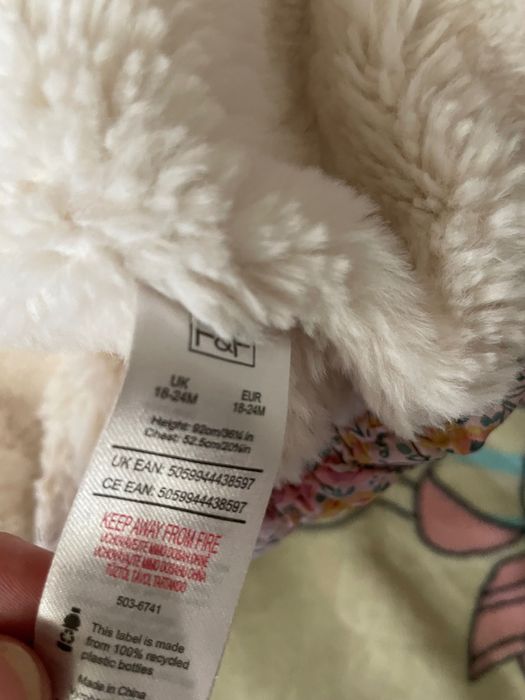 F&F
UK EUR
18-24M 18-24M
Height: 92cm/36¼ in
Chest: 52.5cm/20¾in
UK EAN: 5059944438597
CE EAN: 5059944438597
KEEP AWAY FROM FIRE
503-6741
This label is made
from 100% recycled
plastic bottles
Made in China